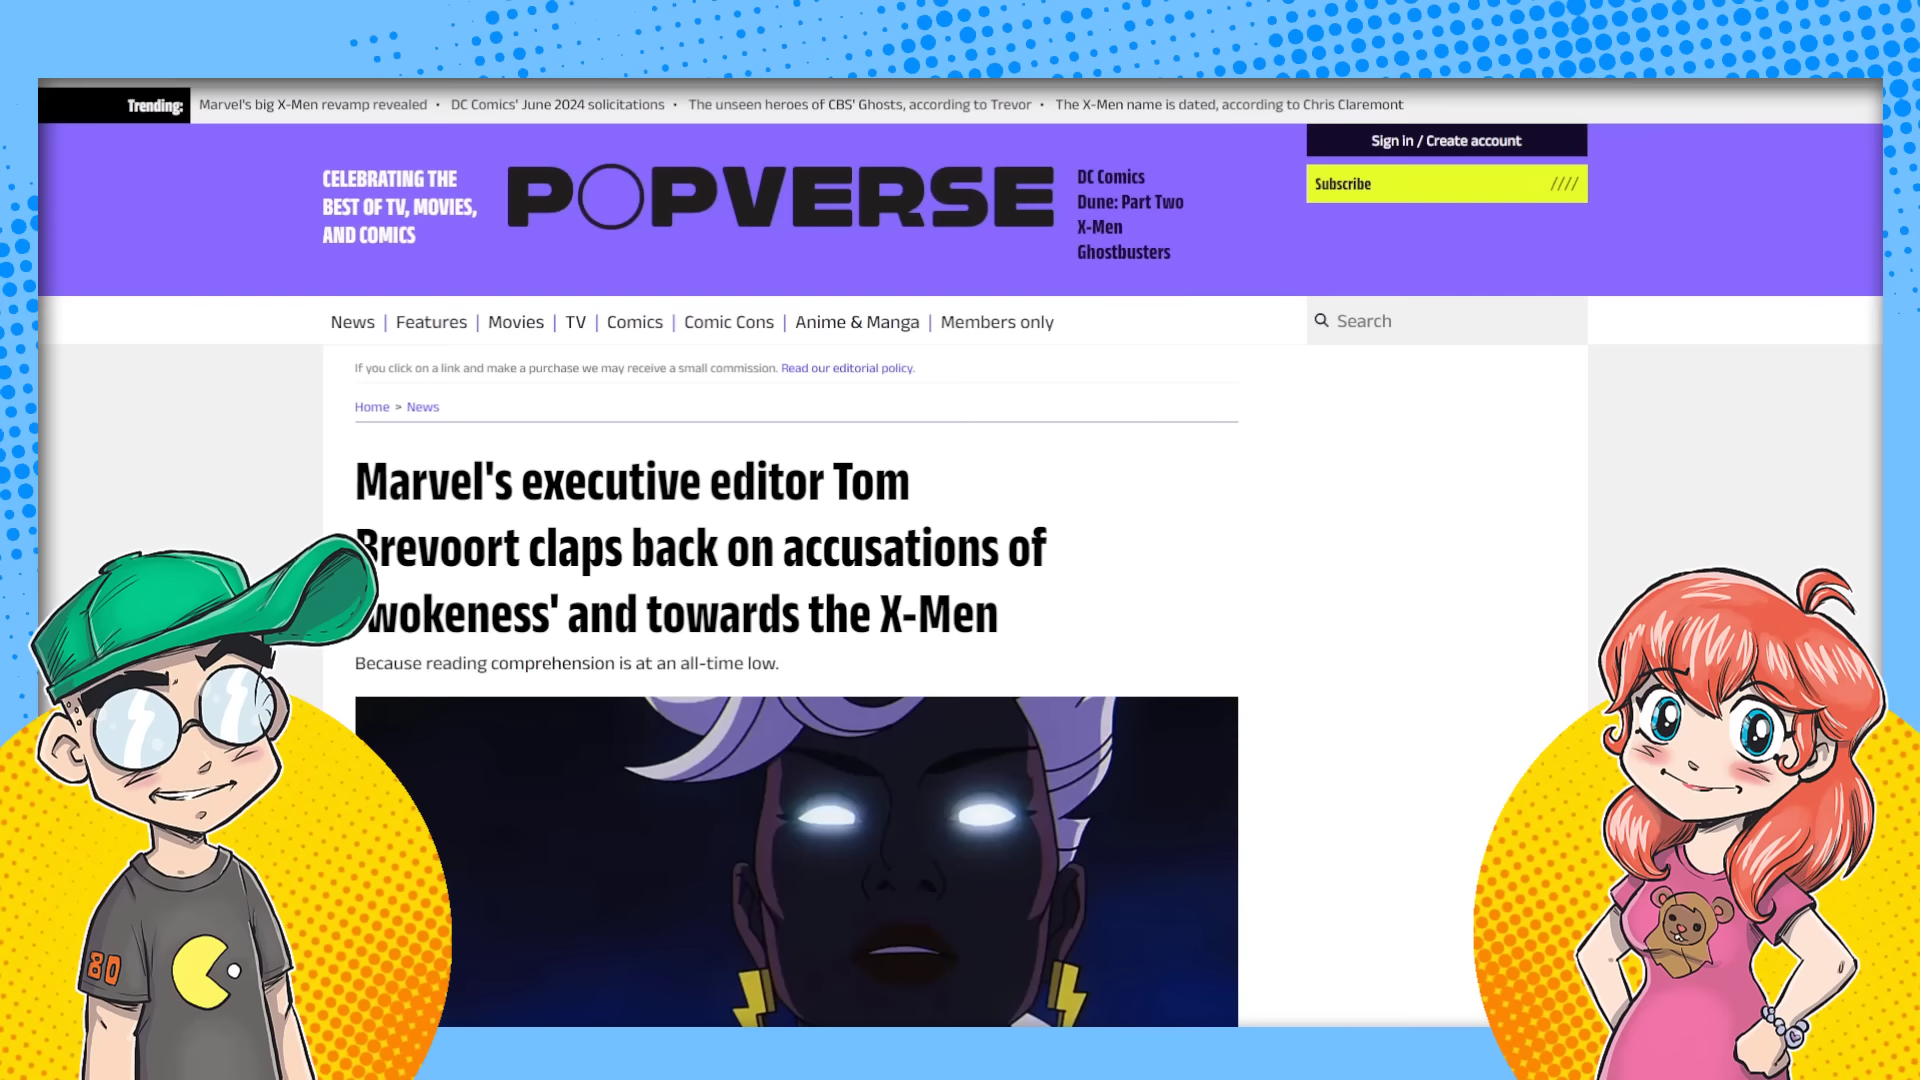 Trending: Marvel's big X-Men revamp revealed • DC Comics' June 2024 solicitations • The unseen heroes of CBS' Ghosts, according to Trevor • The X-Men name is dated, according to Chris Claremont
Sign in / Create account
Subscribe ////
CELEBRATING THE
BEST OF TV, MOVIES,
AND COMICS
POPVERSE
DC Comics
Dune: Part Two
X-Men
Ghostbusters
News | Features | Movies | TV | Comics | Comic Cons | Anime & Manga | Members only
Search
If you click on a link and make a purchase we may receive a small commission. Read our editorial policy.
Home > News
Marvel's executive editor Tom
Brevoort claps back on accusations of
wokeness' and towards the X-Men
Because reading comprehension is at an all-time low.
80